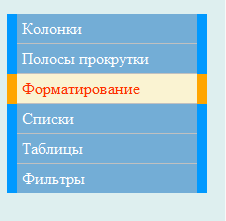 Колонки
Полосы прокрутки
Форматирование
Списки
Таблицы
Фильтры